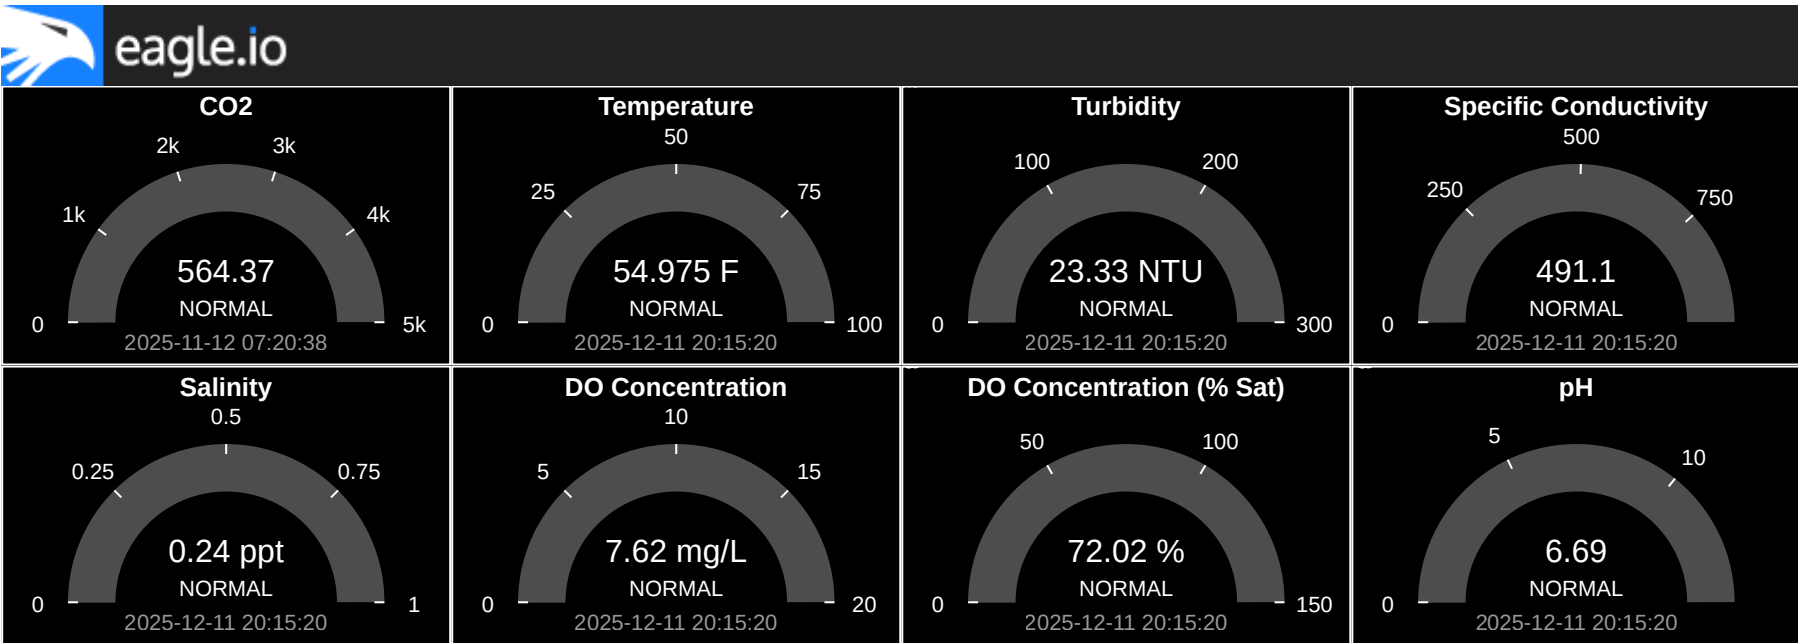 eagle.io
CO2
2k
3k
1k
4k
564.37
NORMAL
0
5k
2025-11-12 07:20:38
Temperature
50
25
75
54.975 F
NORMAL
0
100
2025-12-11 20:15:20
Turbidity
100
200
23.33 NTU
NORMAL
0
300
2025-12-11 20:15:20
Specific Conductivity
500
250
750
491.1
NORMAL
0
2025-12-11 20:15:20
Salinity
0.5
0.25
0.75
0.24 ppt
NORMAL
0
1
2025-12-11 20:15:20
DO Concentration
10
5
15
7.62 mg/L
NORMAL
0
20
2025-12-11 20:15:20
DO Concentration (% Sat)
50
100
72.02 %
NORMAL
0
150
2025-12-11 20:15:20
pH
5
10
6.69
NORMAL
0
2025-12-11 20:15:20